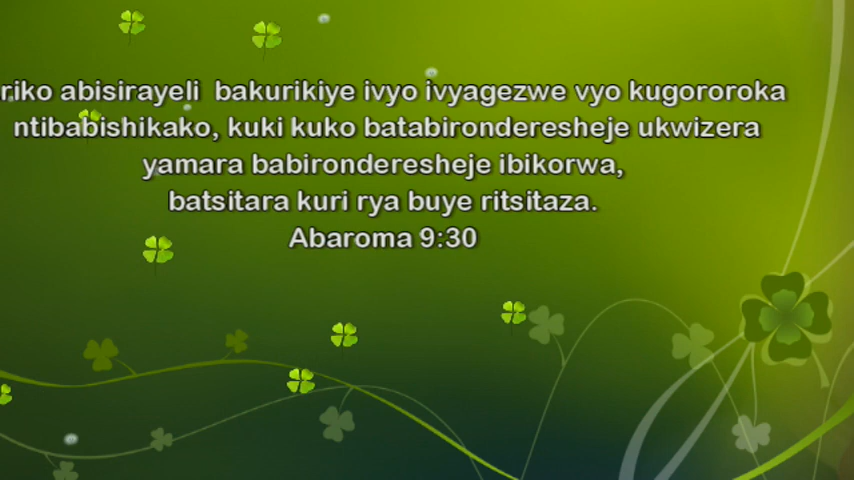 riko abisirayeli bakurikiye ivyo ivyagezwe vyo kugororoka
ntibabishikako, kuki kuko batabironderesheje ukwizera
yamara babironderesheje ibikorwa,
batsitara kuri rya buye ritsitaza.
Abaroma 9:30